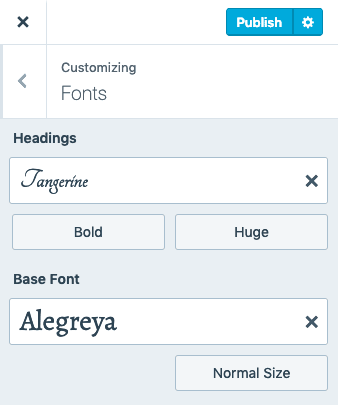 Publish
Customizing
Fonts
Headings
Tangerine
Bold
Huge
Base Font
Alegreya
Normal Size